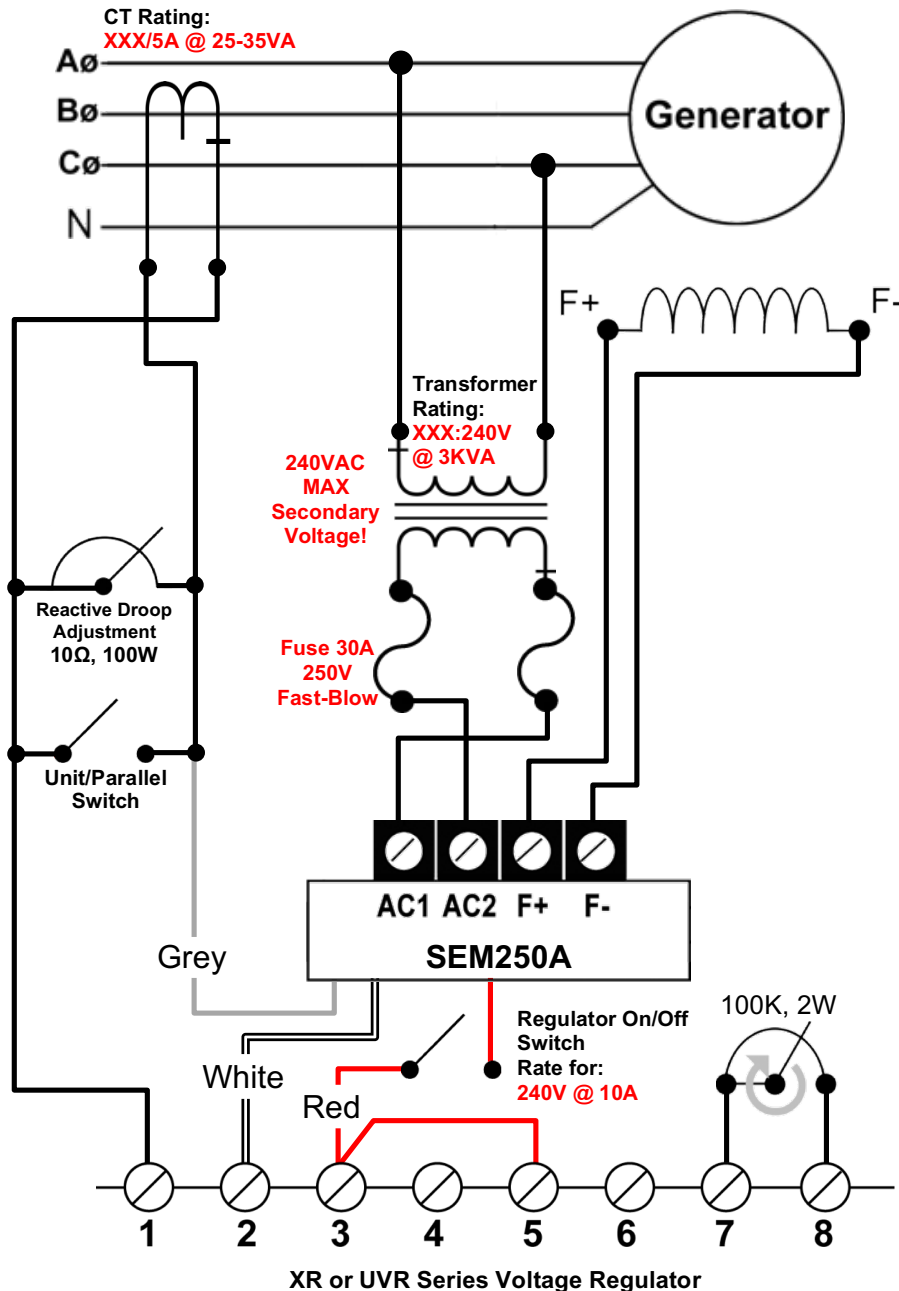 CT Rating:
XXX/5A @ 25-35VA
Aø
Bø
Cø
N
Generator
F+
F-
Transformer
Rating:
XXX:240V
@ 3KVA
240VAC
MAX
Secondary
Voltage!
Reactive Droop
Adjustment
10Ω, 100W
Fuse 30A
250V
Fast-Blow
Unit/Parallel
Switch
AC1 AC2 F+ F-
SEM250A
Grey
White
Red
Regulator On/Off
Switch
Rate for:
240V @ 10A
100K, 2W
1 2 3 4 5 6 7 8
XR or UVR Series Voltage Regulator